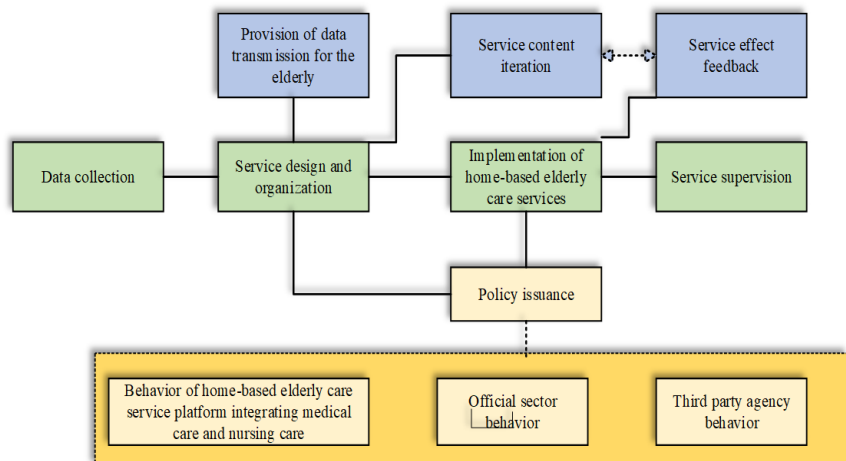 Provision of data
transmission for the
elderly
Service content
iteration
Service effect
feedback
Data collection
Service design and
organization
Implementation of
home-based elderly
care services
Service supervision
Policy issuance
Behavior of home-based elderly care
service platform integrating medical
care and nursing care
Official sector
behavior
Third party agency
behavior